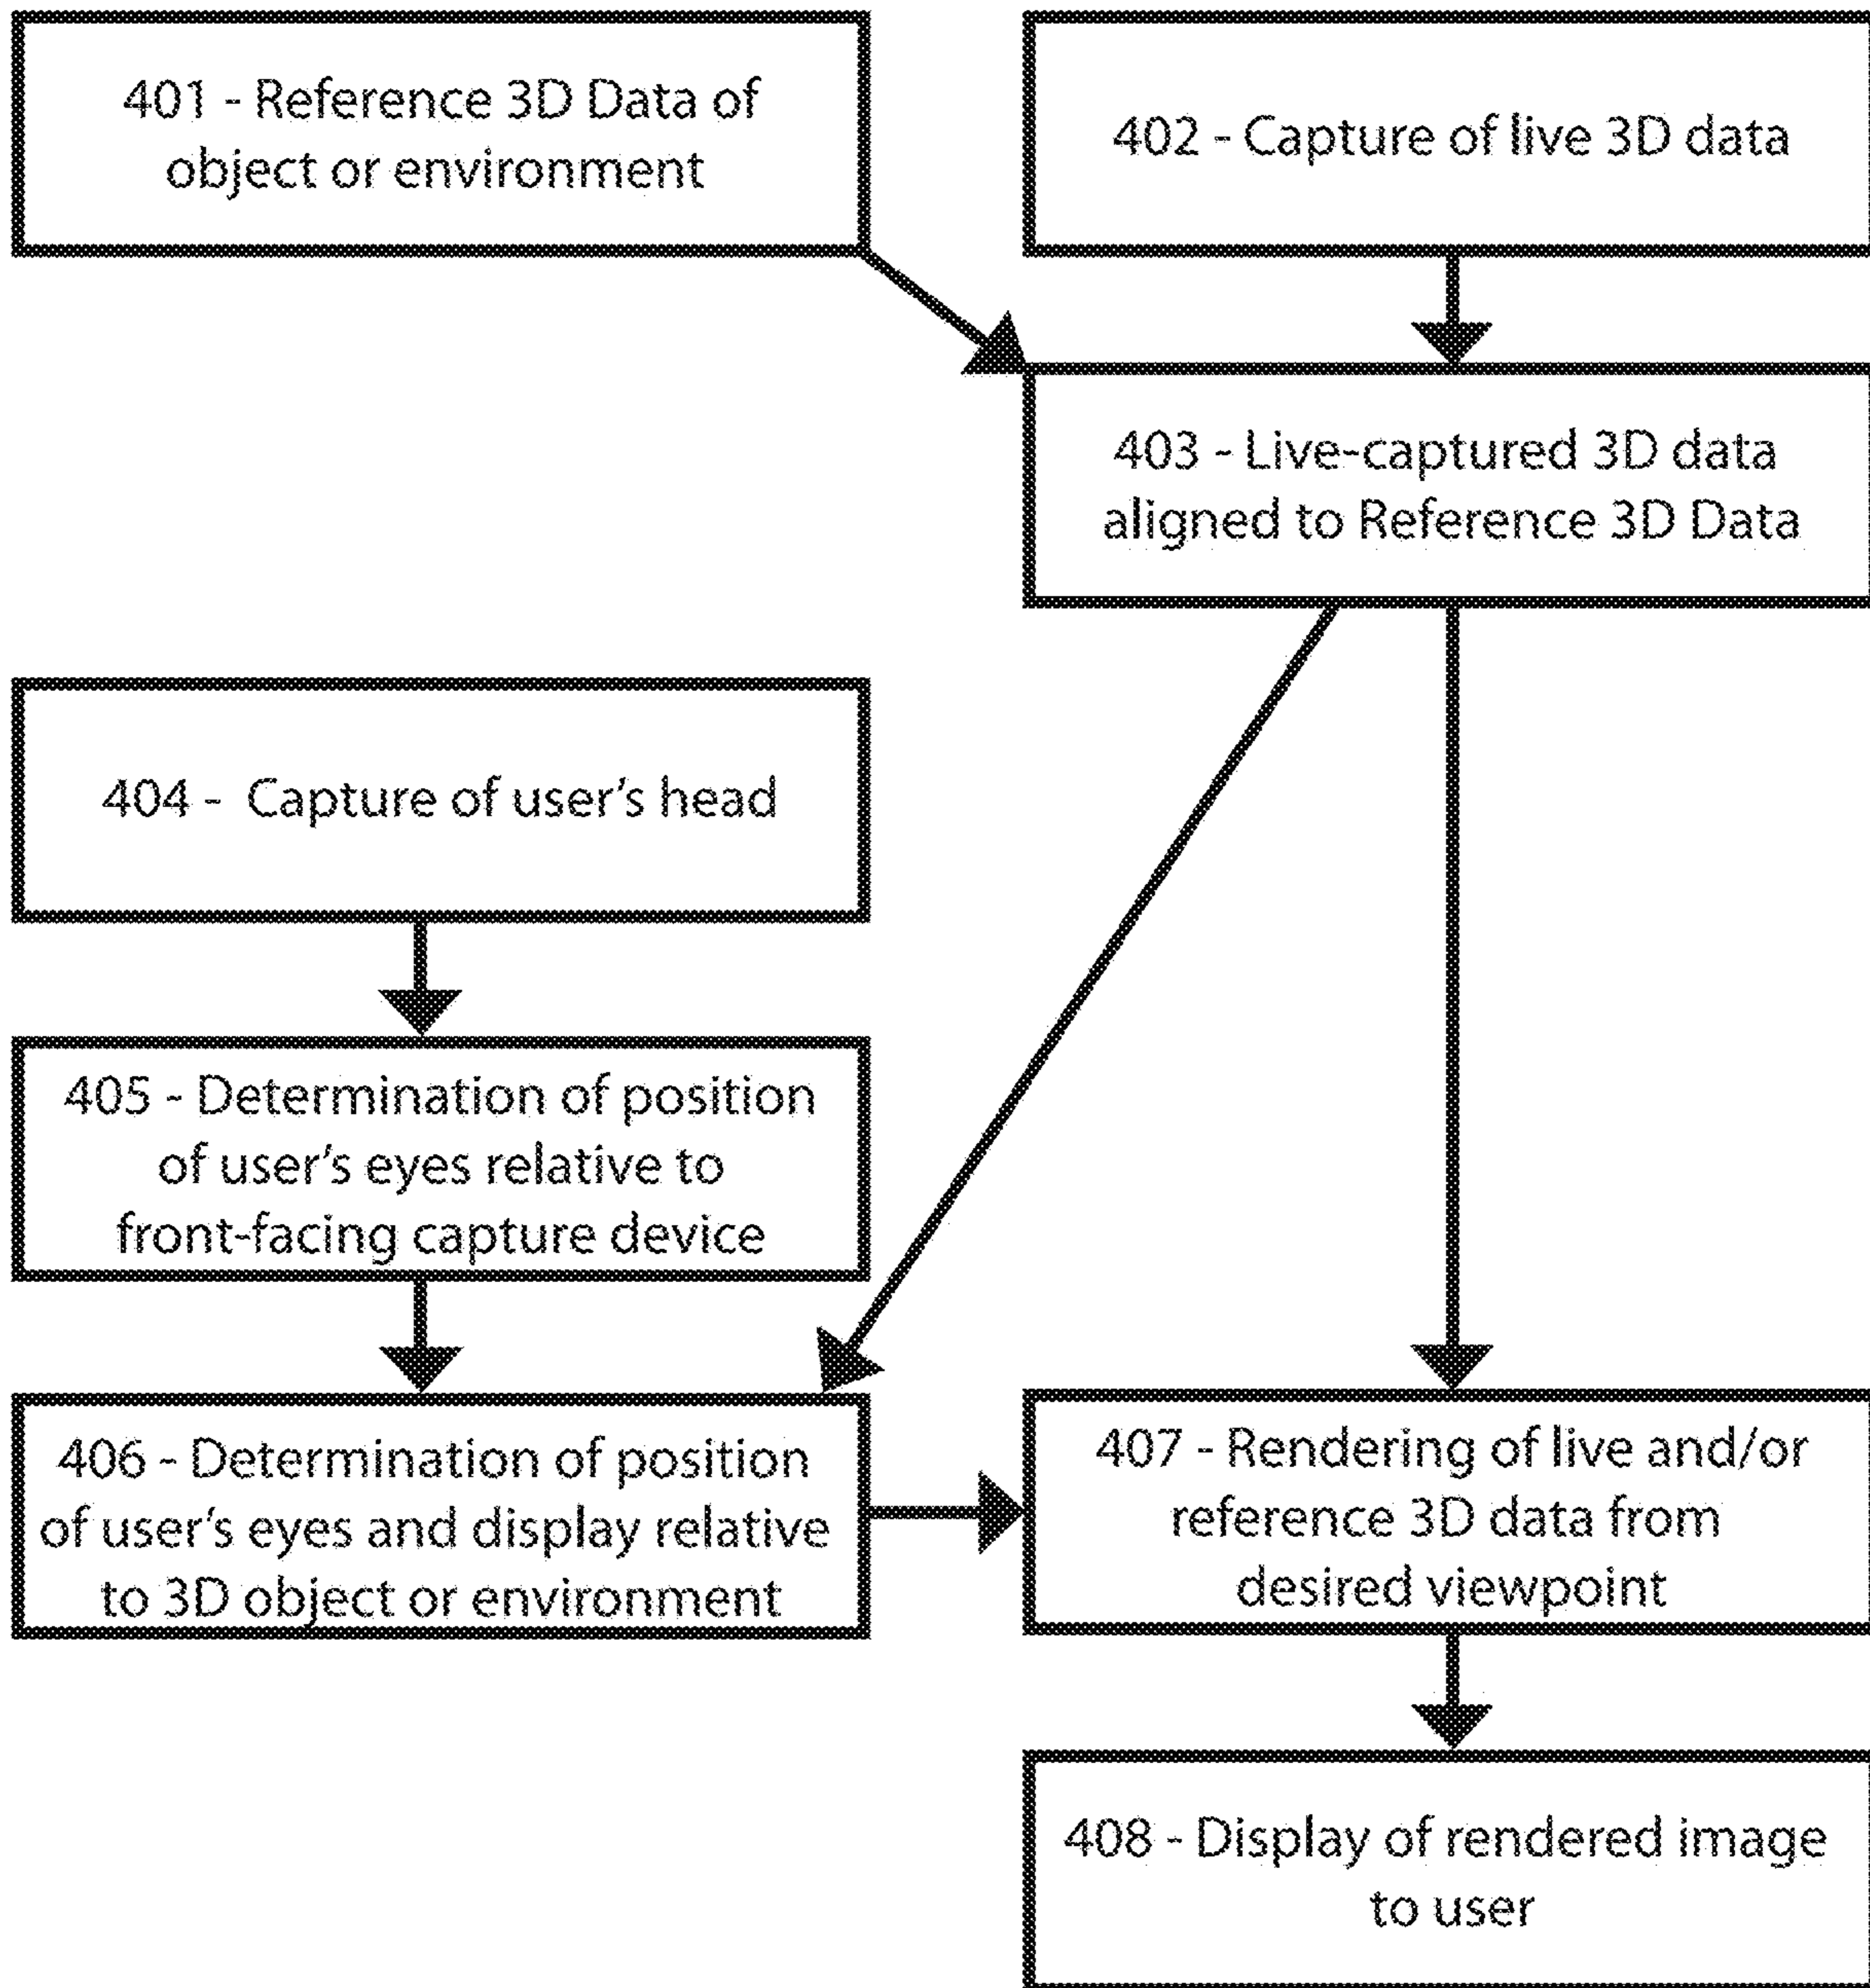 401 - Reference 3D Data of
object or environment
402 - Capture of live 3D data
403 - Live-captured 3D data
aligned to Reference 3D Data
404 - Capture of user's head
405 - Determination of position
of user's eyes relative to
front-facing capture device
406 - Determination of position
of user's eyes and display relative
to 3D object or environment
407 - Rendering of live and/or
reference 3D data from
desired viewpoint
408 - Display of rendered image
to user